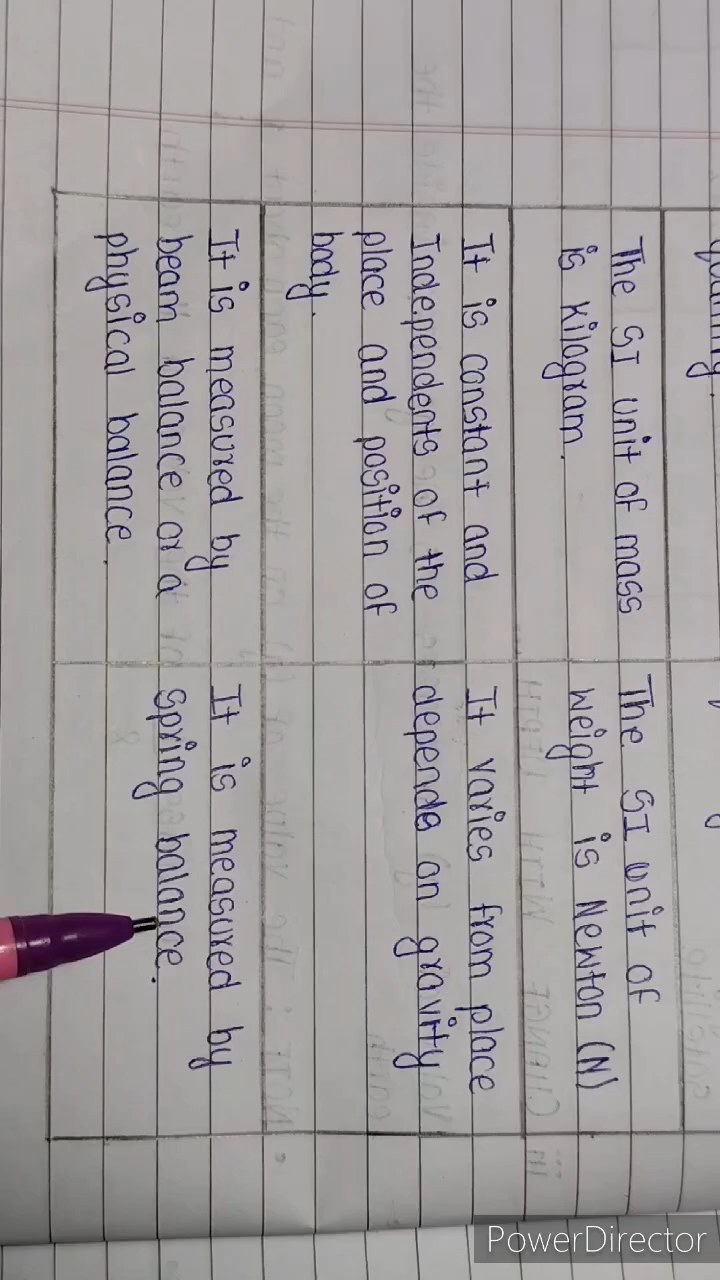 The SI unit of mass
is kilogram.
The SI unit of
weight is Newton (N)
It is constant and
Independents of the
place and position of
body.
It varies from place
depends on gravity
It is measured by
beam balance or a
physical balance
It is measured by
Spring balance.
PowerDirector